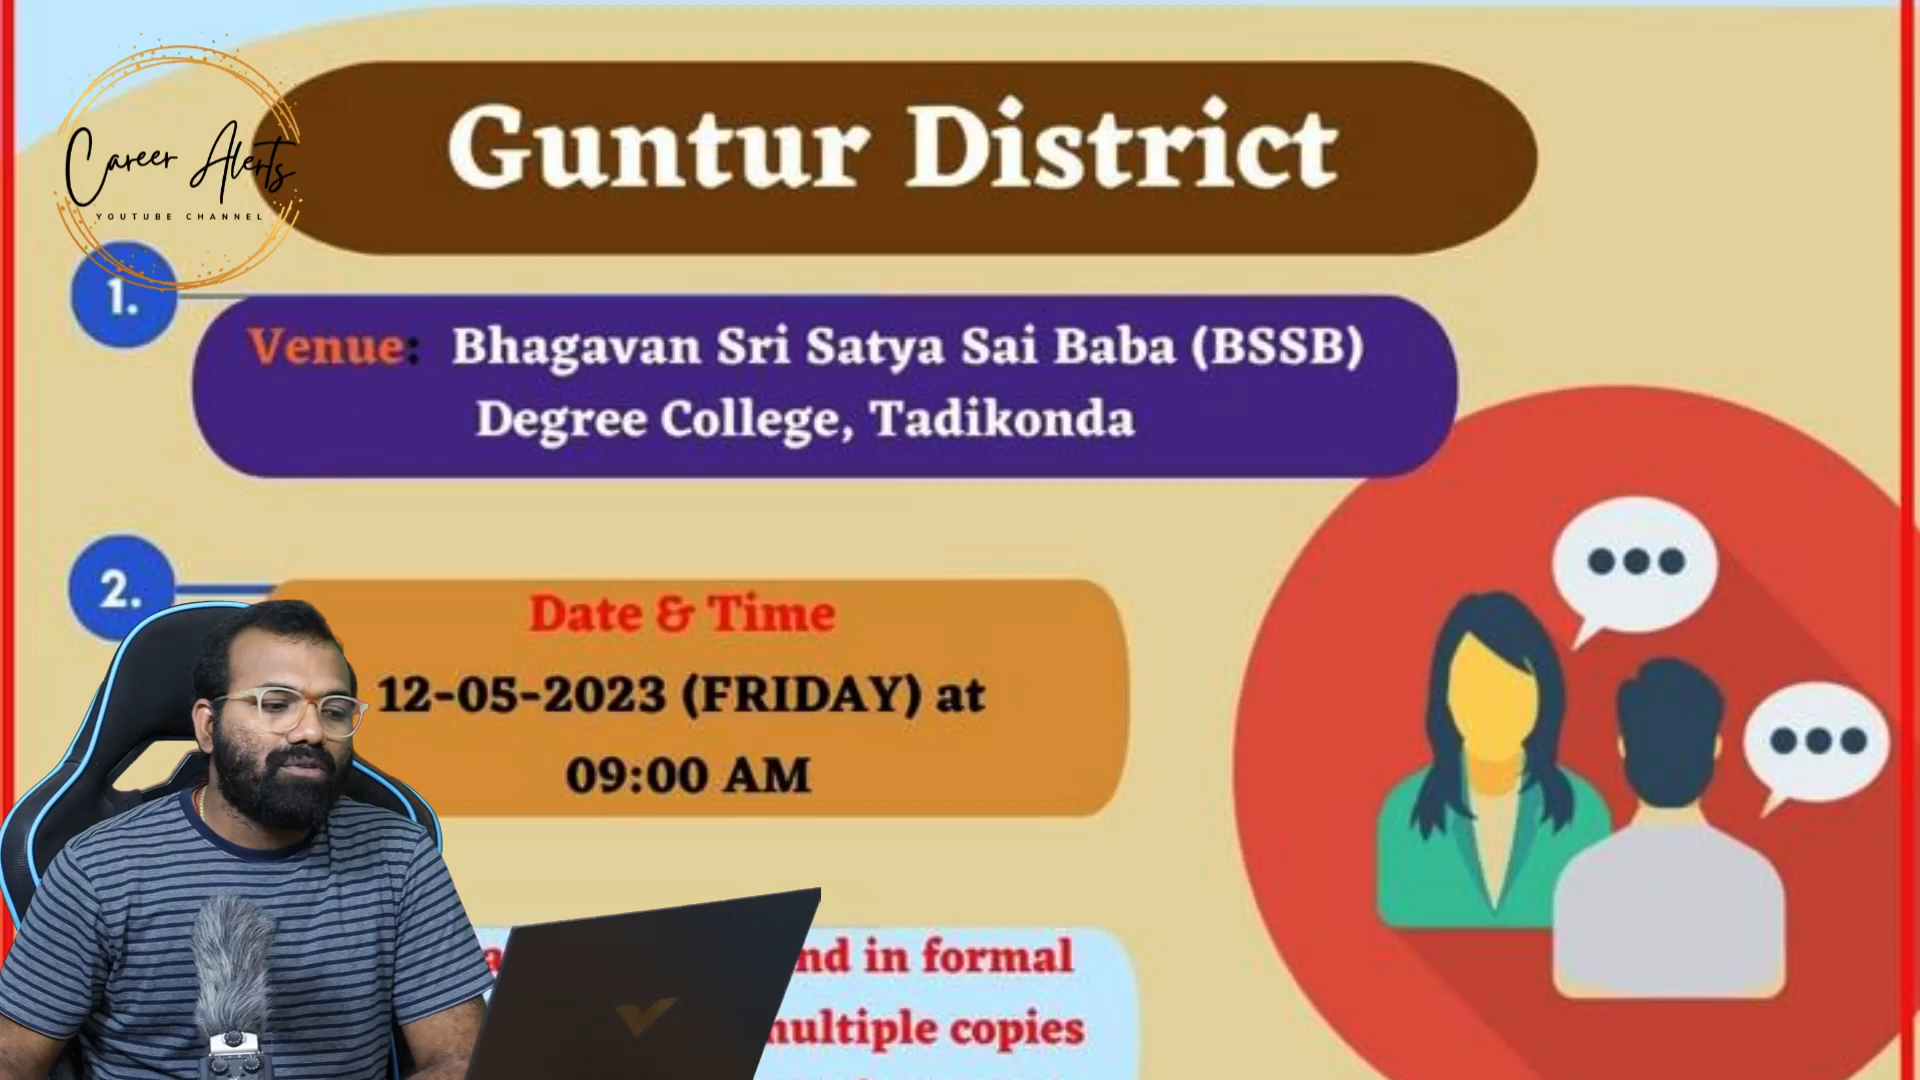 Career Alerts
YOUTUBE CHANNEL
Guntur District
1.
Venue: Bhagavan Sri Satya Sai Baba (BSSB)
Degree College, Tadikonda
2.
Date & Time
12-05-2023 (FRIDAY) at
09:00 AM
in formal
multiple copies